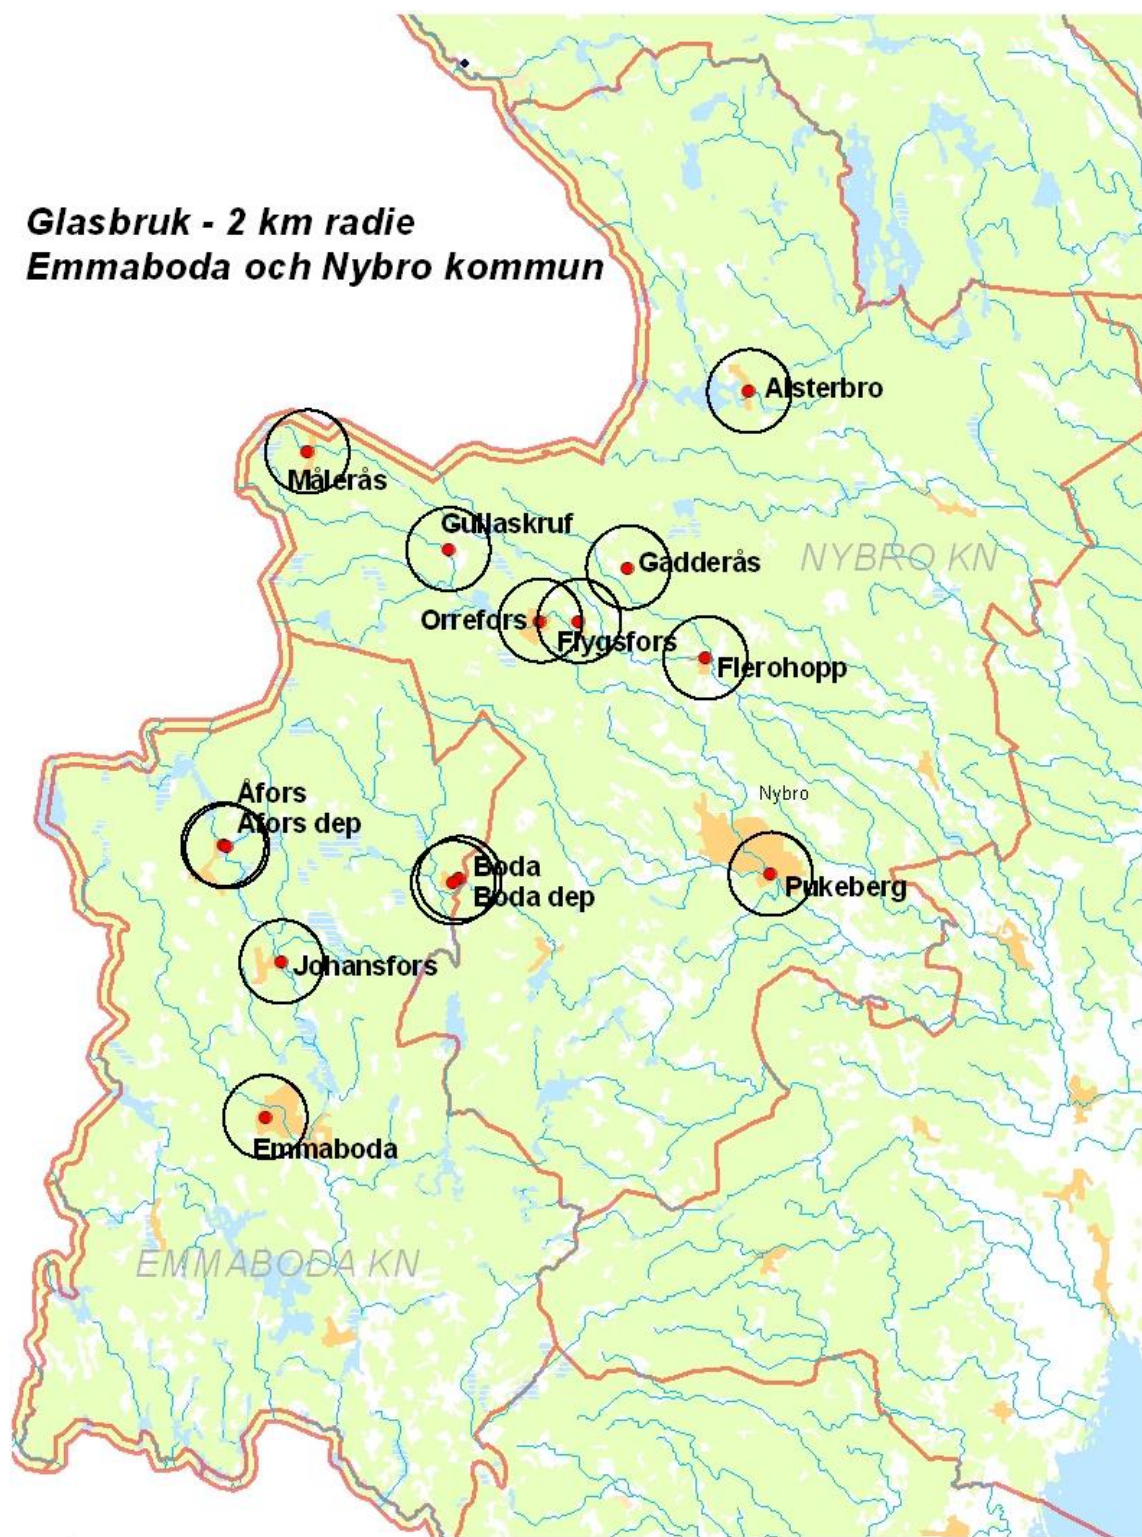 Glasbruk - 2 km radie
Emmaboda och Nybro kommun
Alsterbro
Målerås
Gullaskruf
Gadderås
NYBRO KN
Orrefors
Flygsfors
Flerohopp
Åfors
Åfors dep
Nybro
Boda
Boda dep
Pukeberg
Johansfors
Emmaboda
EMMABODA KN